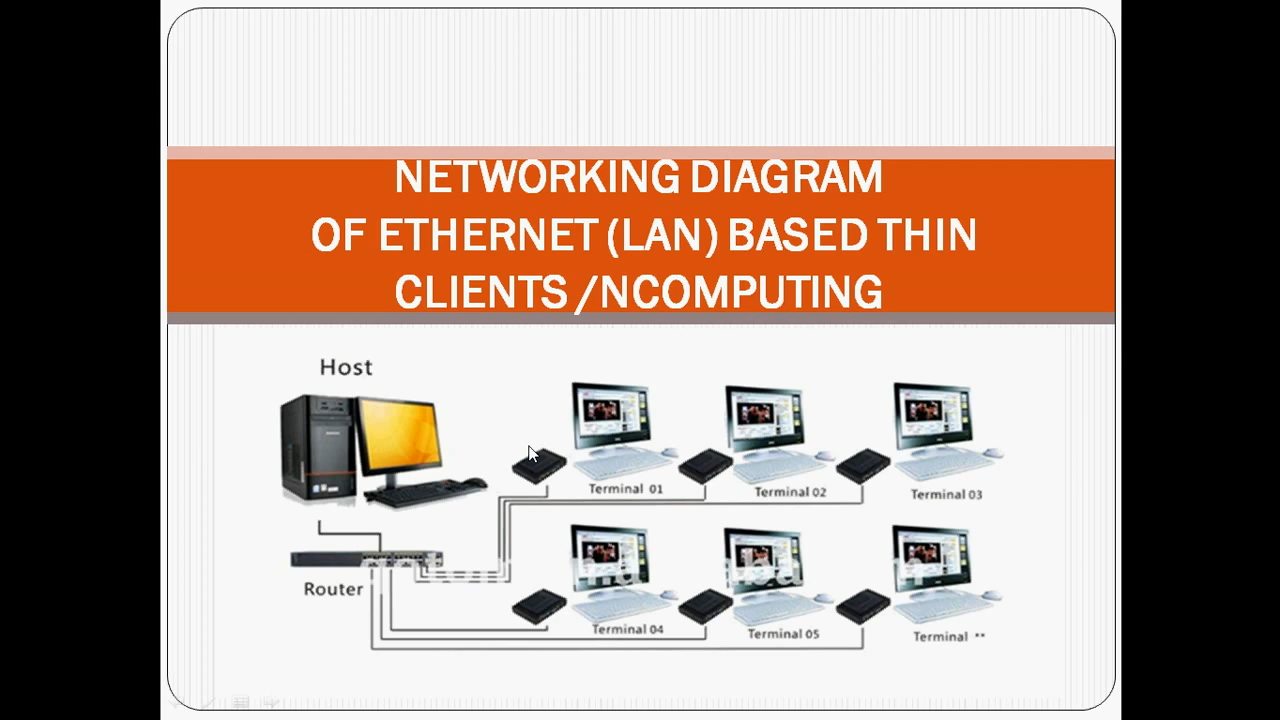 NETWORKING DIAGRAM
OF ETHERNET (LAN) BASED THIN
CLIENTS /NCOMPUTING
Host
Terminal 01
Terminal 02
Terminal 03
Router
Terminal 04
Terminal 05
Terminal **